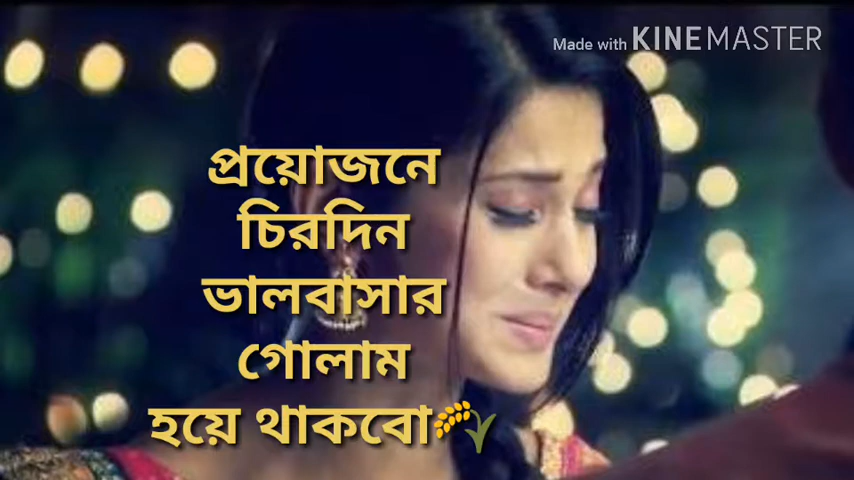 Made with KINEMASTER
প্রয়োজনে
চিরদিন
ভালবাসার
গোলাম
হয়ে থাকবো🌾